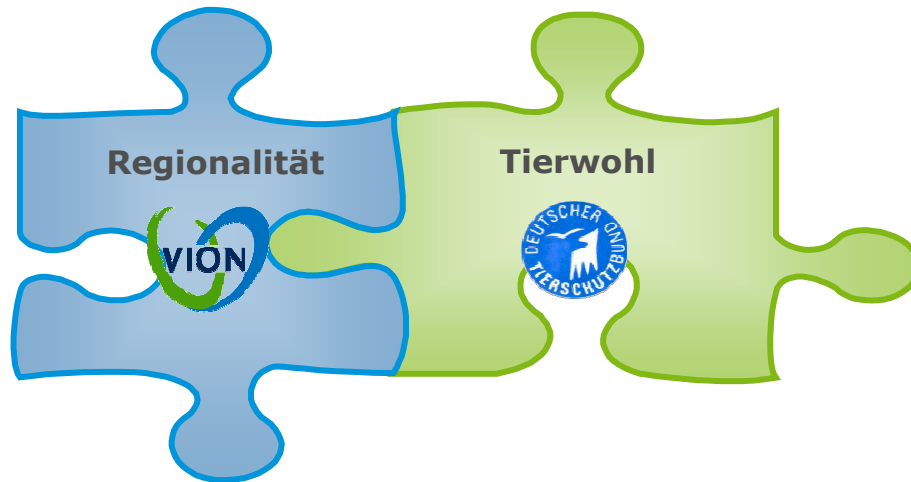 Regionalität
Tierwohl
VION
DEUTSCHER
TIERSCHUTZBUND